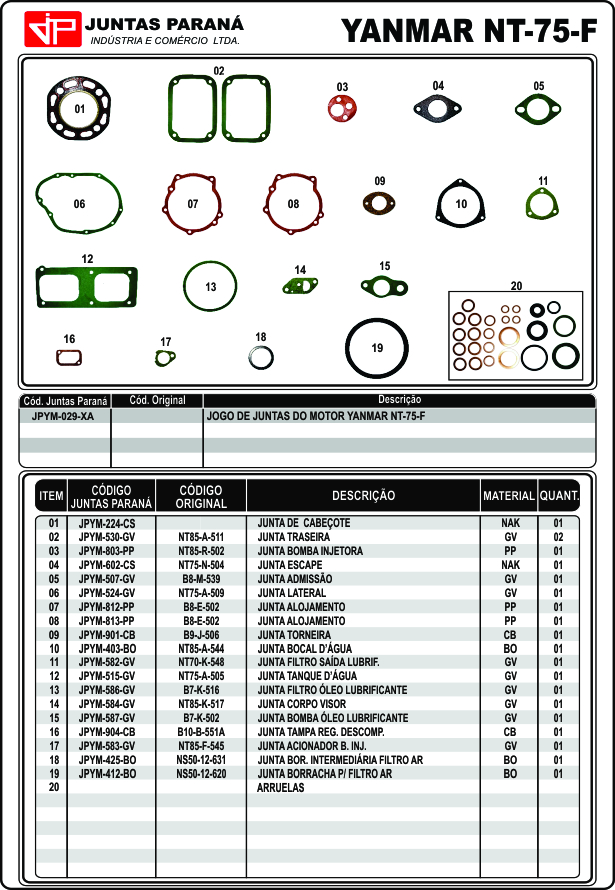 JP JUNTAS PARANÁ
INDÚSTRIA E COMÉRCIO LTDA.
YANMAR NT-75-F
01
02
03
04
05
06
07
08
09
10
11
12
13
14
15
16
17
18
19
20
Cód. Juntas Paraná Cód. Original Descrição
JPYM-029-XA JOGO DE JUNTAS DO MOTOR YANMAR NT-75-F
ITEM CÓDIGO JUNTAS PARANÁ CÓDIGO ORIGINAL DESCRIÇÃO MATERIAL QUANT.
01 JPYM-224-CS JUNTA DE CABEÇOTE NAK 01
02 JPYM-530-GV NT85-A-511 JUNTA TRASEIRA GV 02
03 JPYM-803-PP NT85-R-502 JUNTA BOMBA INJETORA PP 01
04 JPYM-602-CS NT75-N-504 JUNTA ESCAPE NAK 01
05 JPYM-507-GV B8-M-539 JUNTA ADMISSÃO GV 01
06 JPYM-524-GV NT75-A-509 JUNTA LATERAL GV 01
07 JPYM-812-PP B8-E-502 JUNTA ALOJAMENTO PP 01
08 JPYM-813-PP B8-E-502 JUNTA ALOJAMENTO PP 01
09 JPYM-901-CB B9-J-506 JUNTA TORNEIRA CB 01
10 JPYM-403-BO NT85-A-544 JUNTA BOCAL D'ÁGUA BO 01
11 JPYM-582-GV NT70-K-548 JUNTA FILTRO SAÍDA LUBRIF. GV 01
12 JPYM-515-GV NT75-A-505 JUNTA TANQUE D'ÁGUA GV 01
13 JPYM-586-GV B7-K-516 JUNTA FILTRO ÓLEO LUBRIFICANTE GV 01
14 JPYM-584-GV NT85-K-517 JUNTA CORPO VISOR GV 01
15 JPYM-587-GV B7-K-502 JUNTA BOMBA ÓLEO LUBRIFICANTE GV 01
16 JPYM-904-CB B10-B-551A JUNTA TAMPA REG. DESCOMP. CB 01
17 JPYM-583-GV NT85-F-545 JUNTA ACIONADOR B. INJ. GV 01
18 JPYM-425-BO NS50-12-631 JUNTA BOR. INTERMEDIÁRIA FILTRO AR BO 01
19 JPYM-412-BO NS50-12-620 JUNTA BORRACHA P/ FILTRO AR BO 01
20 ARRUELAS